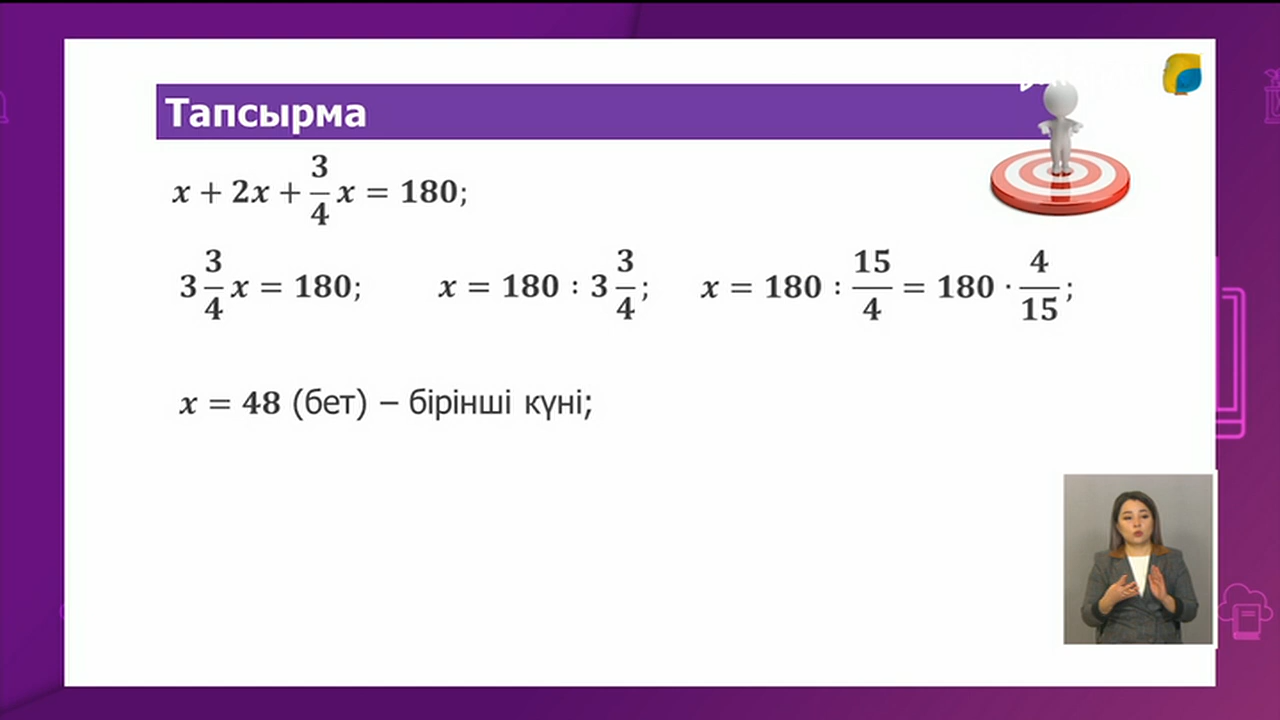 Тапсырма
x + 2x + 3/4 x = 180;
3 3/4 x = 180; x = 180 : 3 3/4; x = 180 : 15/4 = 180 · 4/15;
x = 48 (бет) – бірінші күні;